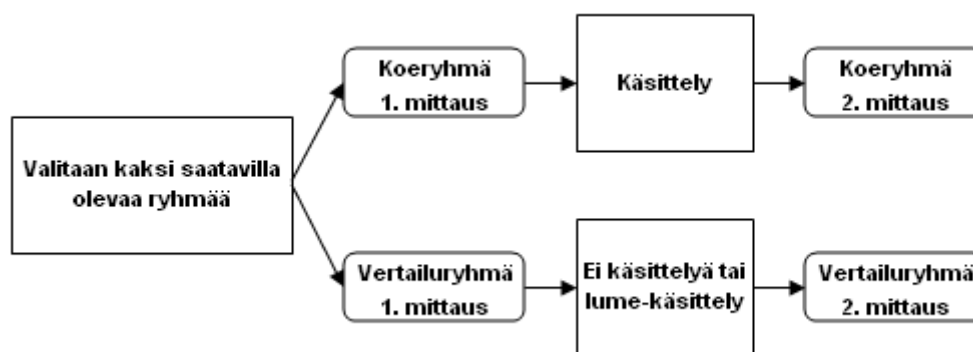 Koeryhmä
1. mittaus
Käsittely
Koeryhmä
2. mittaus
Valitaan kaksi saatavilla
olevaa ryhmää
Vertailuryhmä
1. mittaus
Ei käsittelyä tai
lume-käsittely
Vertailuryhmä
2. mittaus